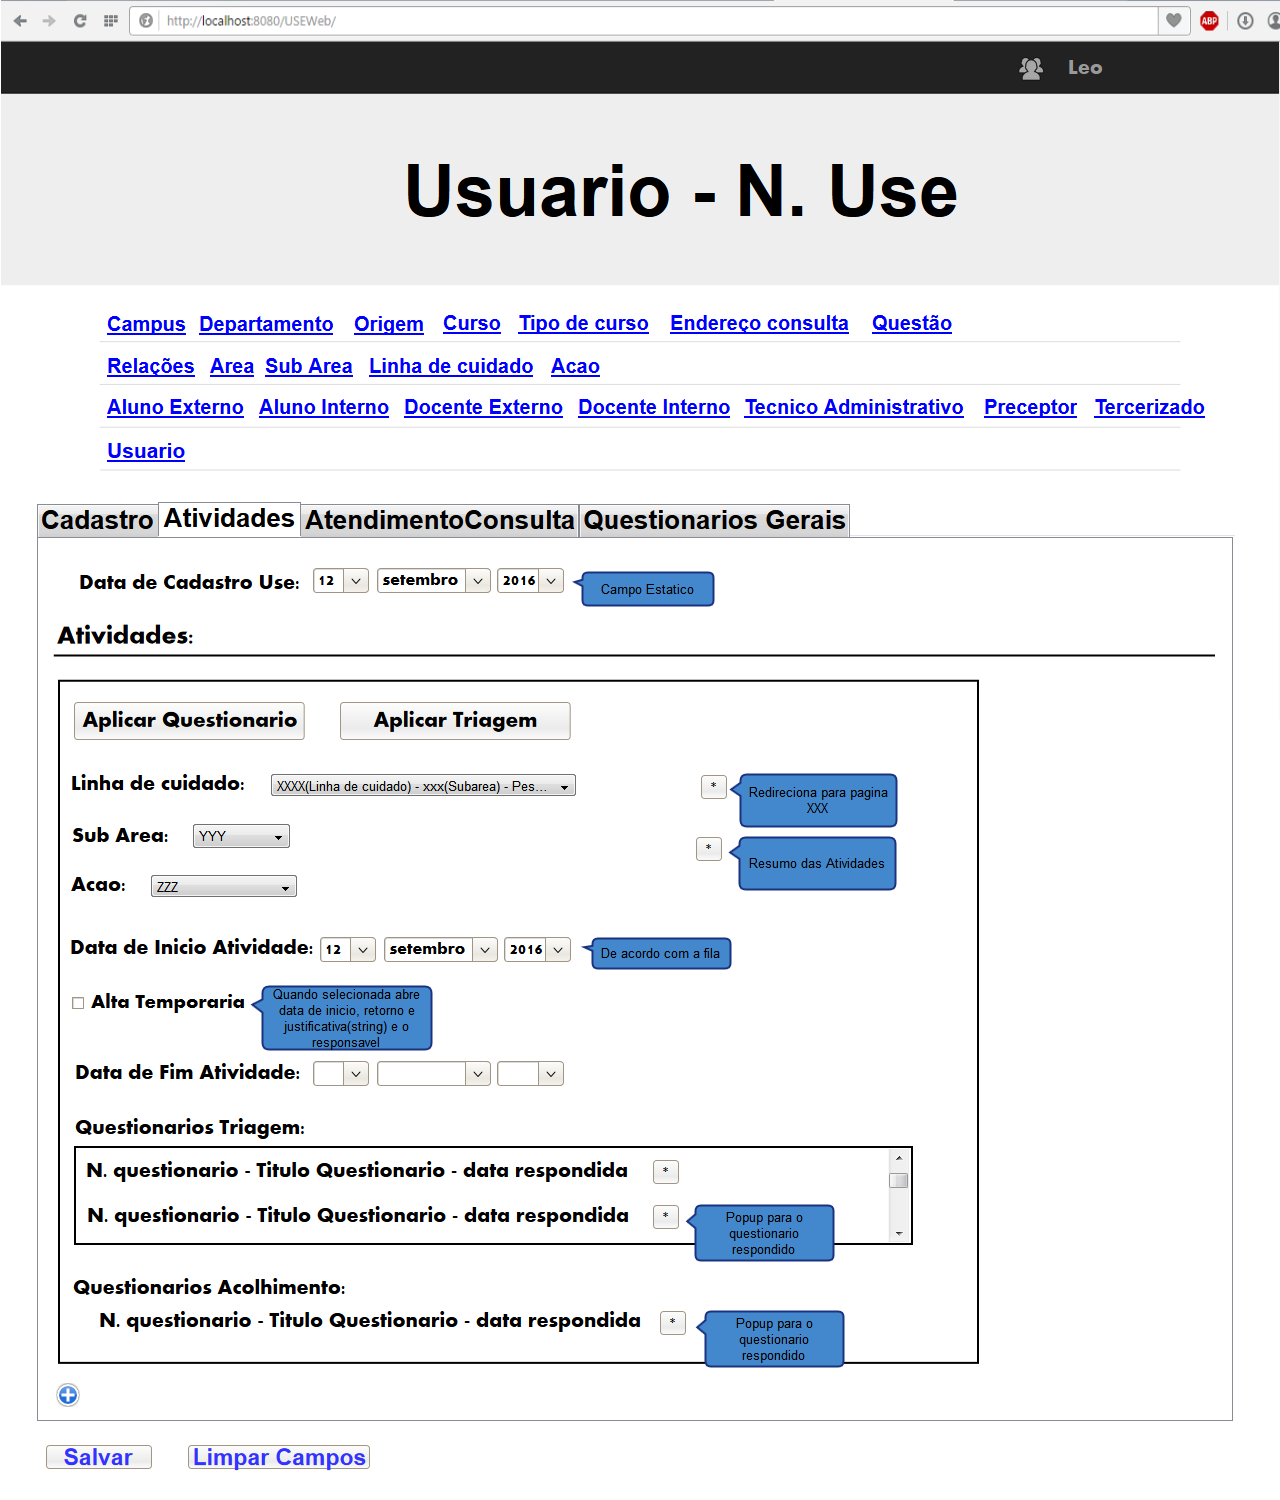 http://localhost:8080/USEWeb/
ABP
Leo
Usuario - N. Use
Campus Departamento Origem Curso Tipo de curso Endereço consulta Questão
Relações Area Sub Area Linha de cuidado Acao
Aluno Externo Aluno Interno Docente Externo Docente Interno Tecnico Administrativo Preceptor Tercerizado
Usuario
Cadastro Atividades AtendimentoConsulta Questionarios Gerais
Data de Cadastro Use: 12 setembro 2016 Campo Estatico
Atividades:
Aplicar Questionario Aplicar Triagem
Linha de cuidado: XXXX(Linha de cuidado) - xxx(Subarea) - Pes... *
Redireciona para pagina
XXX
Sub Area: YYY *
Resumo das Atividades
Acao: ZZZ
Data de Inicio Atividade: 12 setembro 2016 De acordo com a fila
Alta Temporaria
Quando selecionada abre
data de inicio, retorno e
justificativa(string) e o
responsavel
Data de Fim Atividade:
Questionarios Triagem:
N. questionario - Titulo Questionario - data respondida *
N. questionario - Titulo Questionario - data respondida *
Popup para o
questionario
respondido
Questionarios Acolhimento:
N. questionario - Titulo Questionario - data respondida *
Popup para o
questionario
respondido
Salvar Limpar Campos